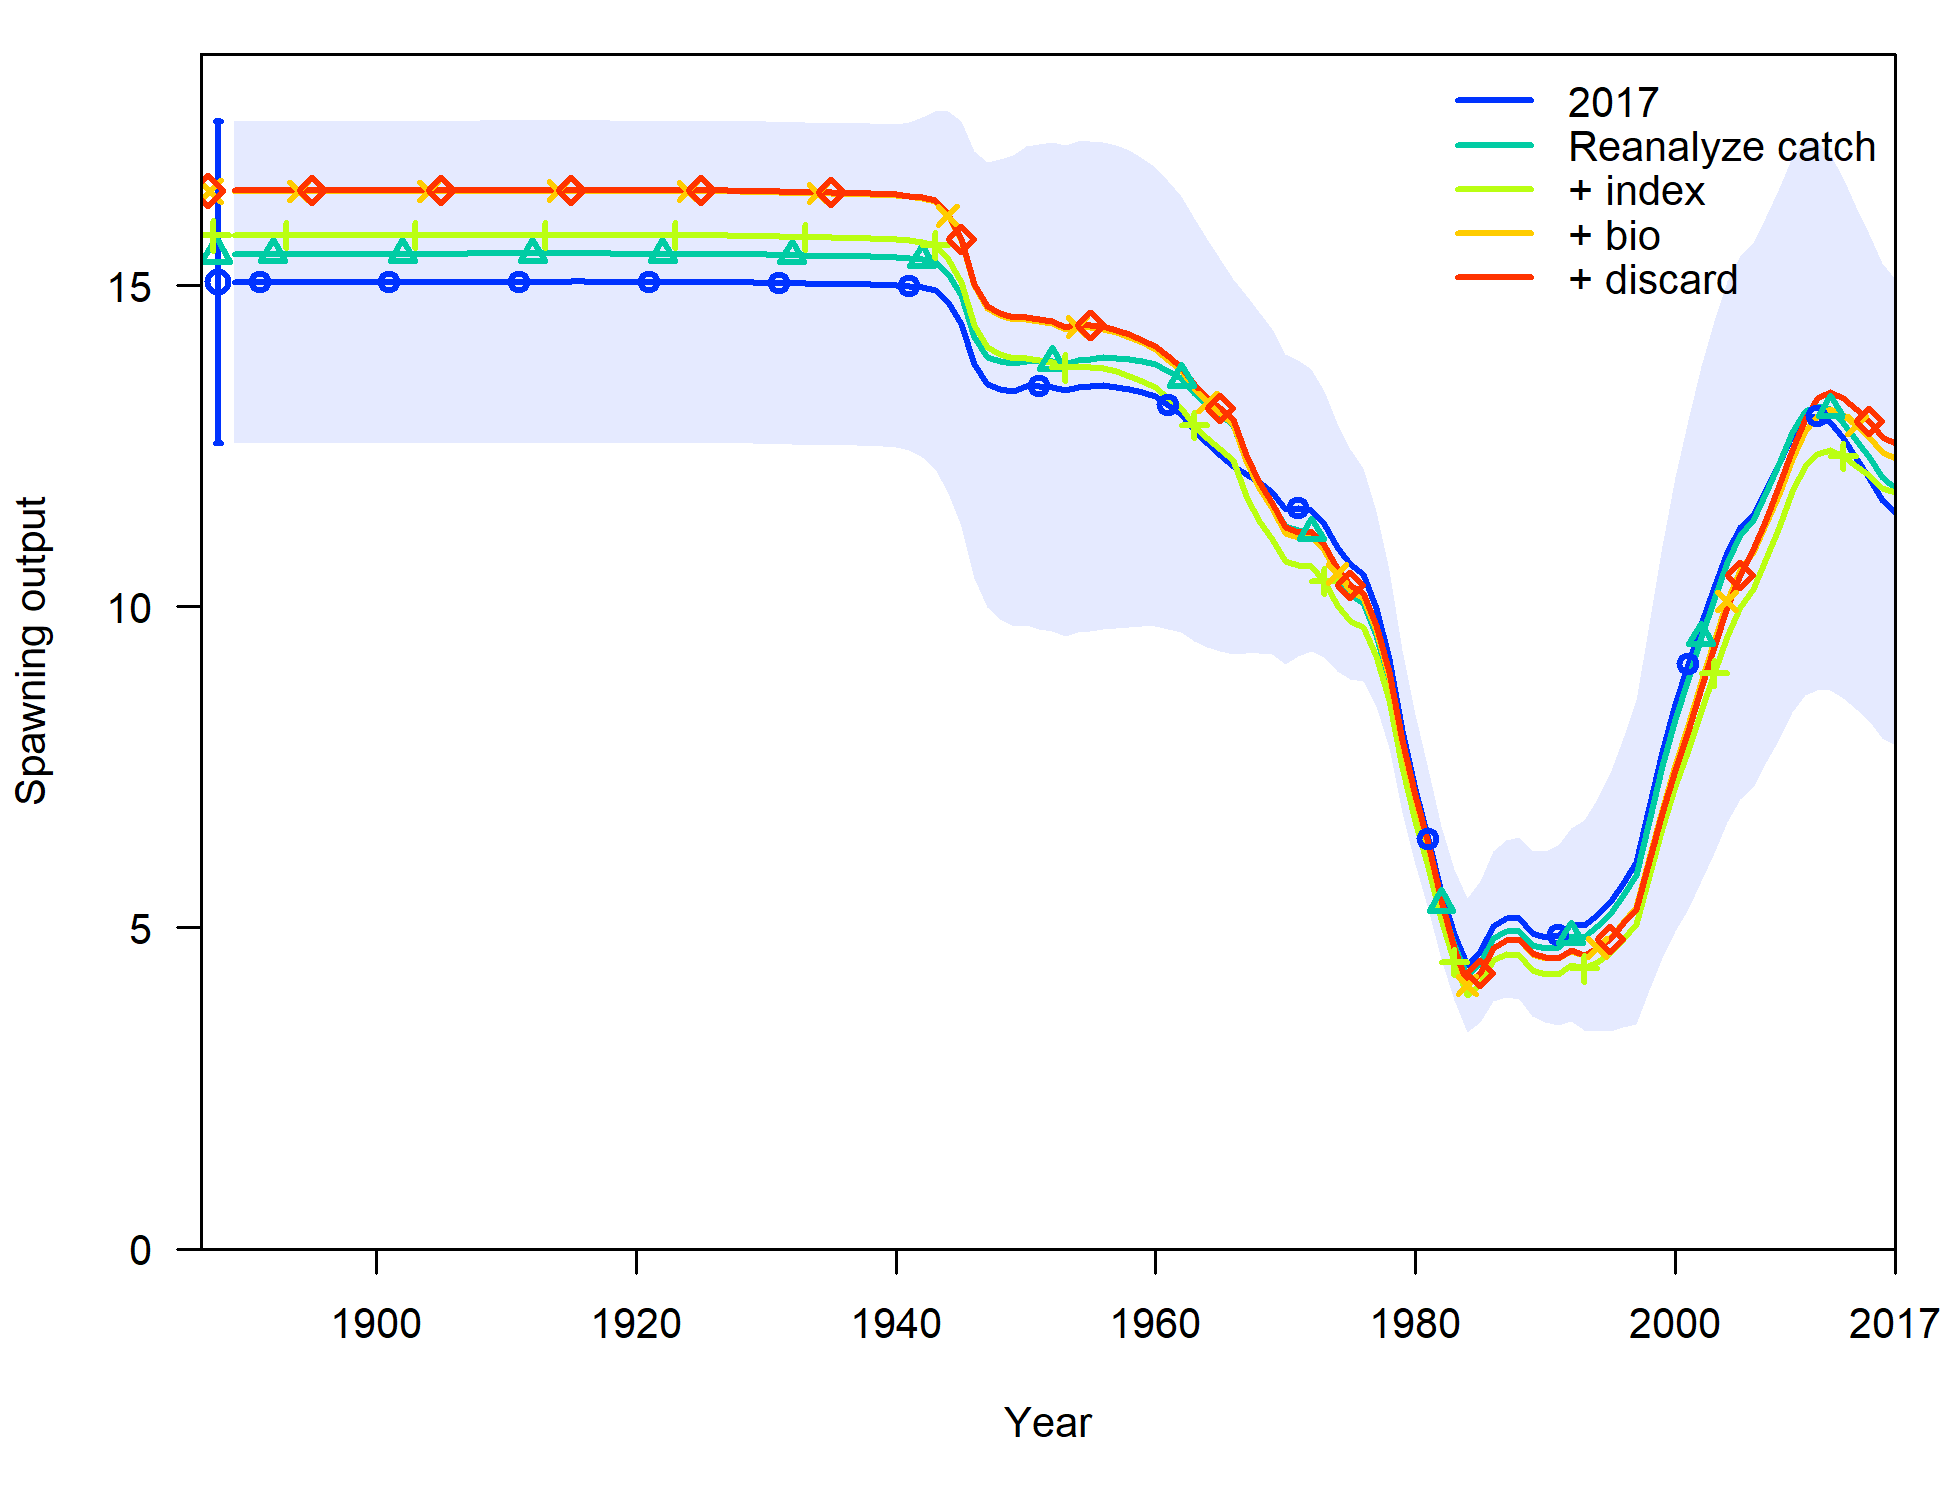 2017
Reanalyze catch
+ index
+ bio
+ discard
15
10
5
0
Spawning output
1900
1920
1940
1960
1980
2000
2017
Year